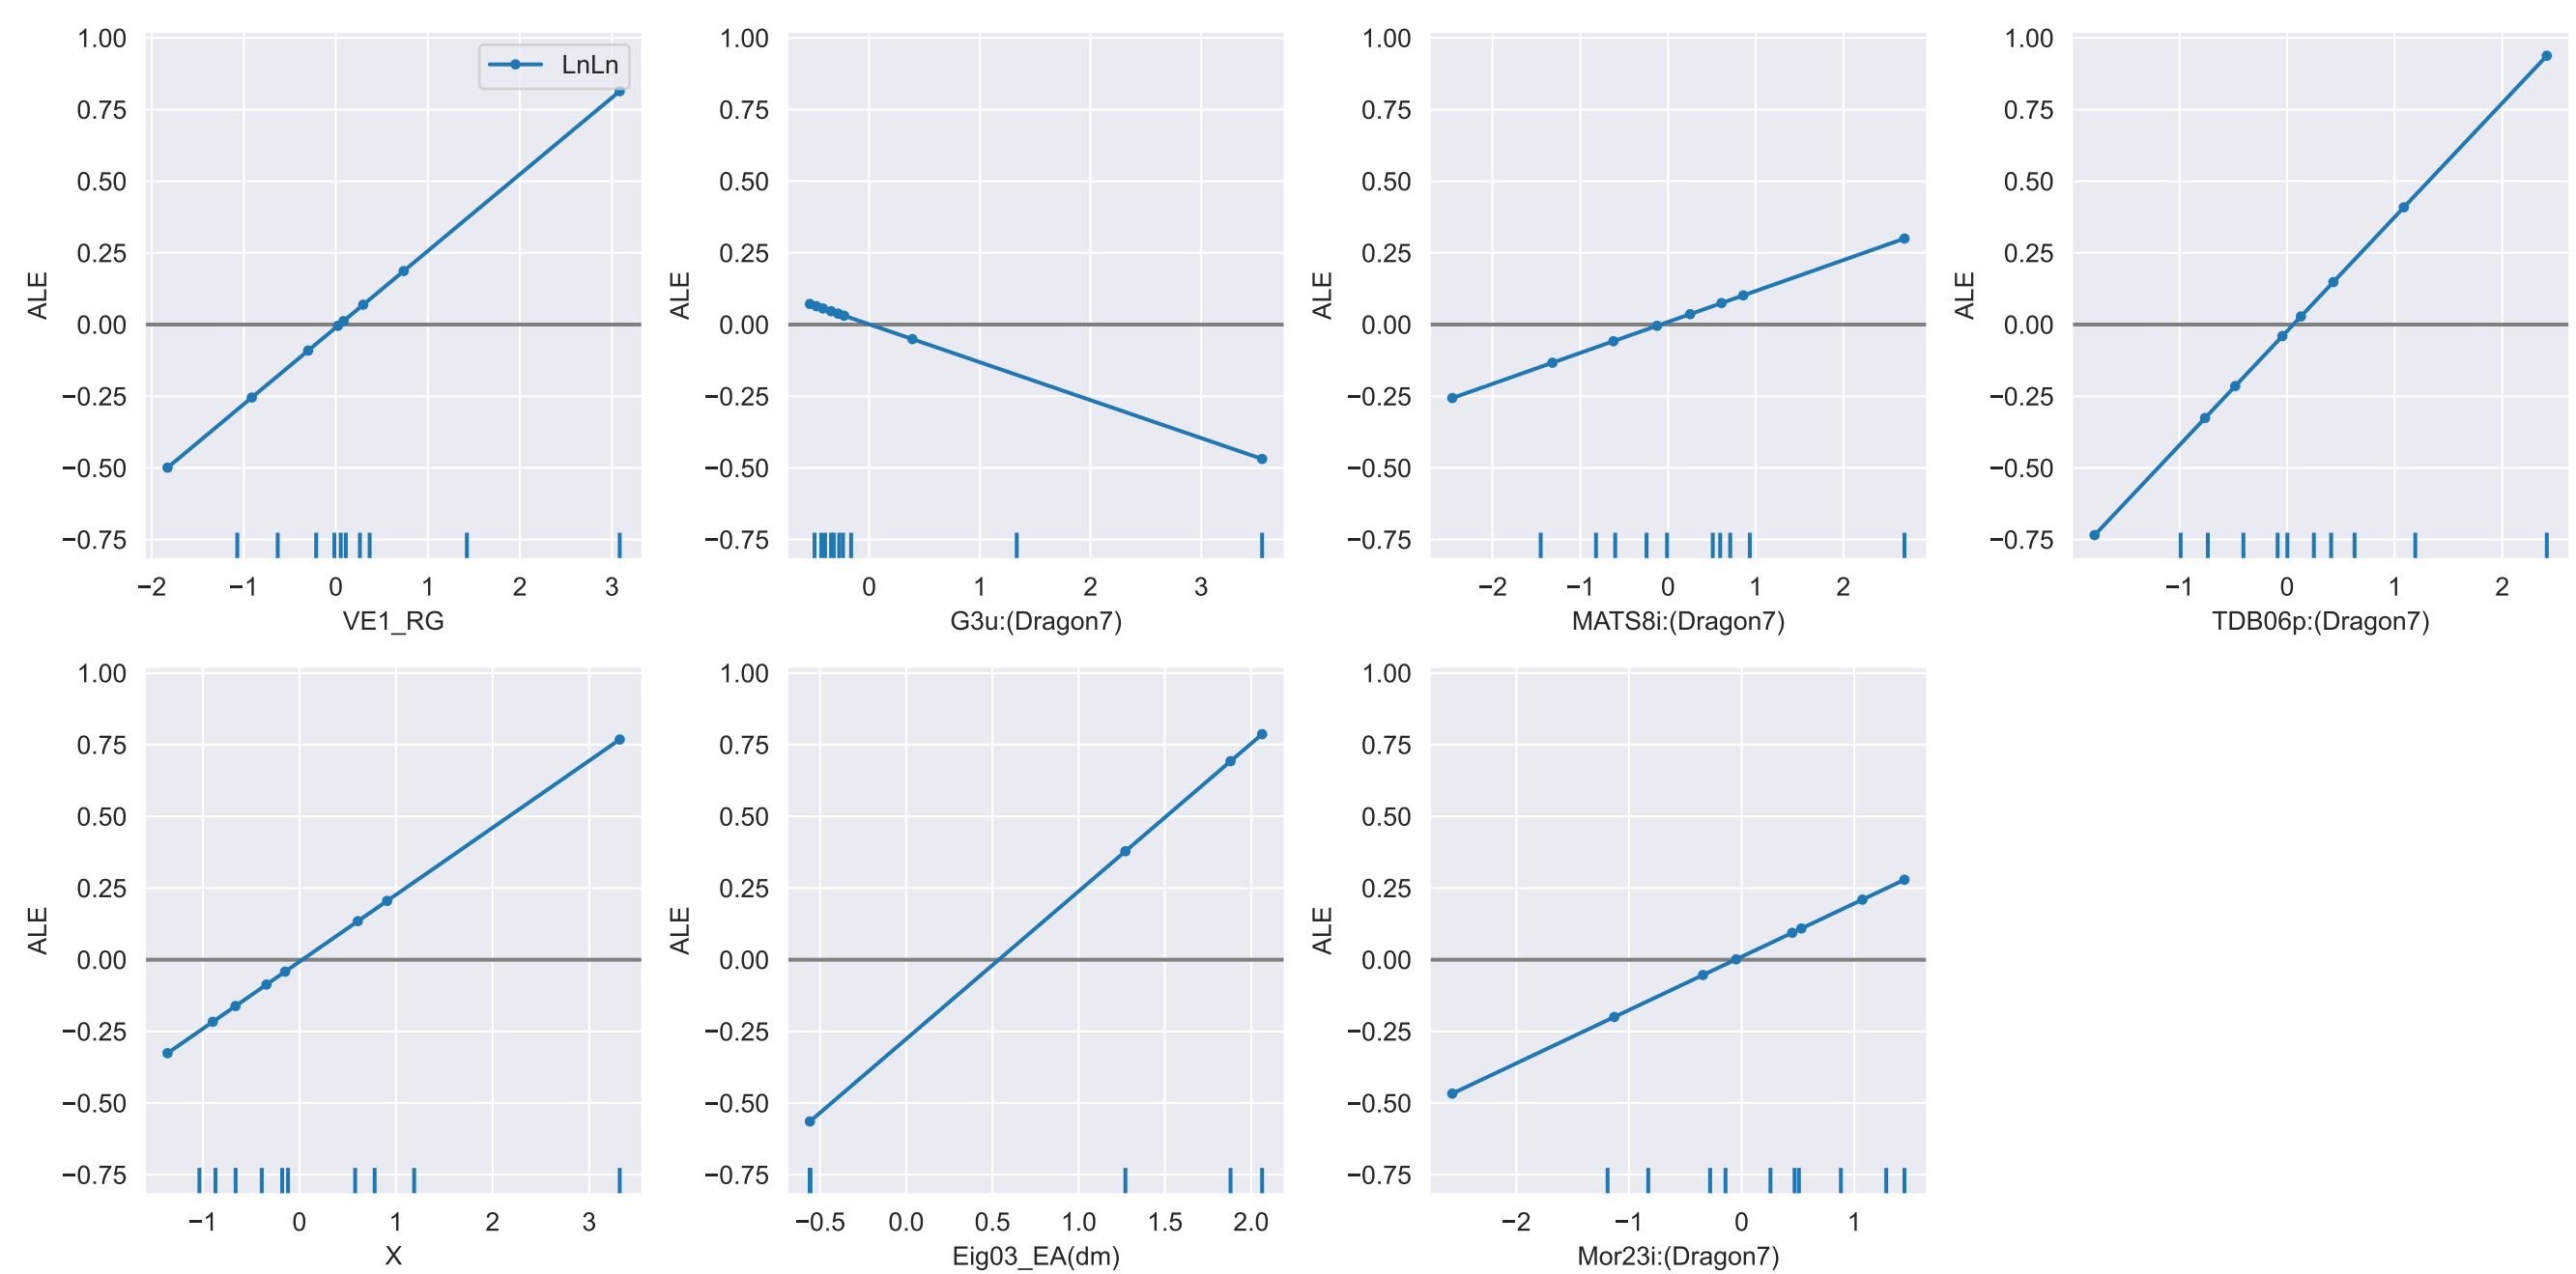 1.00
0.75
0.50
0.25
0.00
−0.25
−0.50
−0.75
ALE
LnLn
−2 −1 0 1 2 3
VE1_RG
1.00
0.75
0.50
0.25
0.00
−0.25
−0.50
−0.75
ALE
0 1 2 3
G3u:(Dragon7)
1.00
0.75
0.50
0.25
0.00
−0.25
−0.50
−0.75
ALE
−2 −1 0 1 2
MATS8i:(Dragon7)
1.00
0.75
0.50
0.25
0.00
−0.25
−0.50
−0.75
ALE
−1 0 1 2
TDB06p:(Dragon7)
1.00
0.75
0.50
0.25
0.00
−0.25
−0.50
−0.75
ALE
−1 0 1 2 3
X
1.00
0.75
0.50
0.25
0.00
−0.25
−0.50
−0.75
ALE
−0.5 0.0 0.5 1.0 1.5 2.0
Eig03_EA(dm)
1.00
0.75
0.50
0.25
0.00
−0.25
−0.50
−0.75
ALE
−2 −1 0 1
Mor23i:(Dragon7)